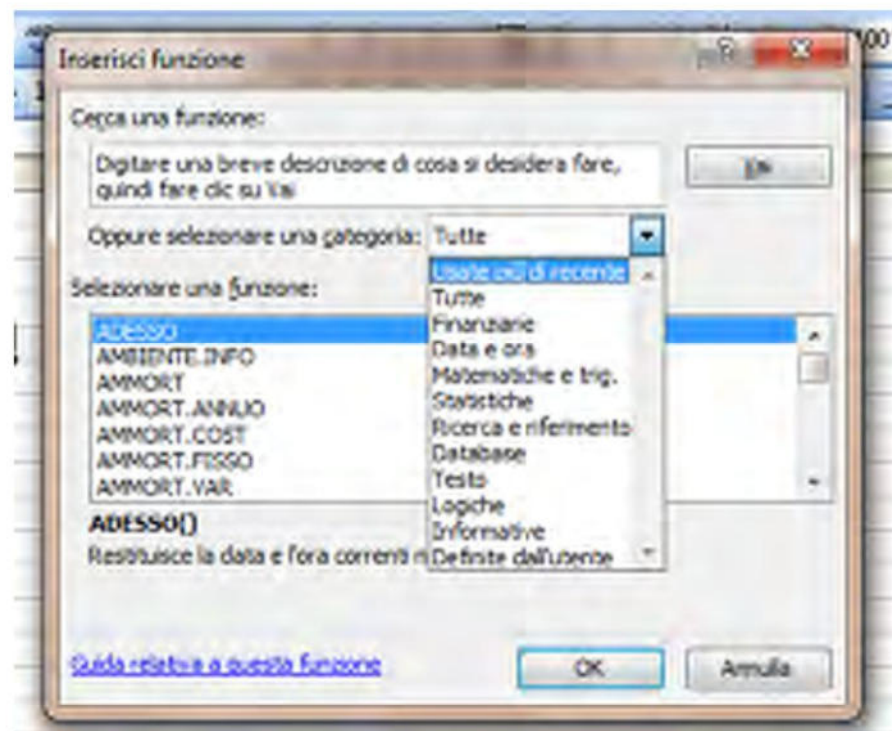 Inserisci funzione
Cerca una funzione:
Digitare una breve descrizione di cosa si desidera fare,
quindi fare clic su Vai
Vai
Oppure selezionare una categoria: Tutte
Usate più di recente
Tutte
Finanziarie
Data e ora
Matematiche e trig.
Statistiche
Ricerca e riferimento
Database
Testo
Logiche
Informative
Definite dall'utente
Selezionare una funzione:
ADESSO
AMBIENTE.INFO
AMMORT
AMMORT.ANNUO
AMMORT.COST
AMMORT.FISSO
AMMORT.VAR
ADESSO()
Restituisce la data e l'ora correnti
Guida relativa a questa funzione
OK
Annulla